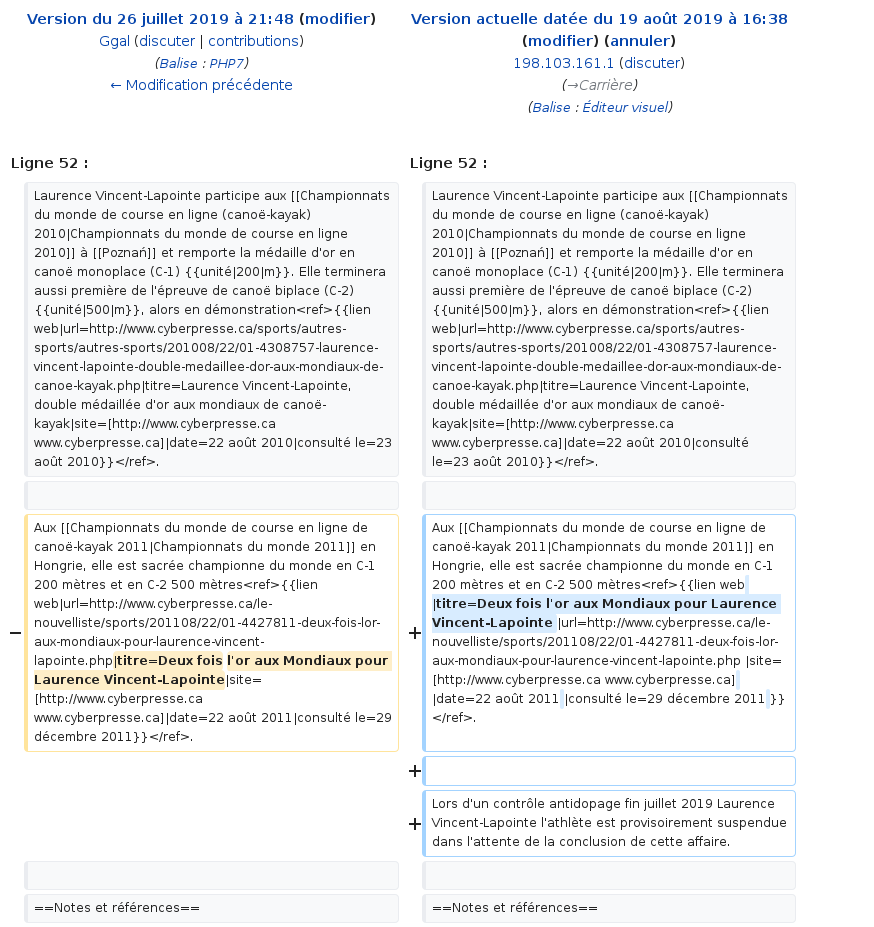 Version du 26 juillet 2019 à 21:48 (modifier)
Ggal (discuter | contributions)
(Balise : PHP7)
← Modification précédente
Version actuelle datée du 19 août 2019 à 16:38
(modifier) (annuler)
198.103.161.1 (discuter)
(→Carrière)
(Balise : Éditeur visuel)
Ligne 52 :
Ligne 52 :
Laurence Vincent-Lapointe participe aux [[Championnats
du monde de course en ligne (canoë-kayak)
2010|Championnats du monde de course en ligne
2010]] à [[Poznań]] et remporte la médaille d'or en
canoë monoplace (C-1) {{unité|200|m}}. Elle terminera
aussi première de l'épreuve de canoë biplace (C-2)
{{unité|500|m}}, alors en démonstration<ref>{{lien
web|url=http://www.cyberpresse.ca/sports/autres-
sports/autres-sports/201008/22/01-4308757-laurence-
vincent-lapointe-double-medaillee-dor-aux-mondiaux-de-
canoe-kayak.php|titre=Laurence Vincent-Lapointe,
double médaillée d'or aux mondiaux de canoë-
kayak|site=[http://www.cyberpresse.ca
www.cyberpresse.ca]|date=22 août 2010|consulté le=23
août 2010}}</ref>.
Laurence Vincent-Lapointe participe aux [[Championnats
du monde de course en ligne (canoë-kayak)
2010|Championnats du monde de course en ligne
2010]] à [[Poznań]] et remporte la médaille d'or en
canoë monoplace (C-1) {{unité|200|m}}. Elle terminera
aussi première de l'épreuve de canoë biplace (C-2)
{{unité|500|m}}, alors en démonstration<ref>{{lien
web|url=http://www.cyberpresse.ca/sports/autres-
sports/autres-sports/201008/22/01-4308757-laurence-
vincent-lapointe-double-medaillee-dor-aux-mondiaux-de-
canoe-kayak.php|titre=Laurence Vincent-Lapointe,
double médaillée d'or aux mondiaux de canoë-
kayak|site=[http://www.cyberpresse.ca
www.cyberpresse.ca]|date=22 août 2010|consulté
le=23 août 2010}}</ref>.
−
Aux [[Championnats du monde de course en ligne de
canoë-kayak 2011|Championnats du monde 2011]] en
Hongrie, elle est sacrée championne du monde en C-1
200 mètres et en C-2 500 mètres<ref>{{lien
web|url=http://www.cyberpresse.ca/le-
nouvelliste/sports/201108/22/01-4427811-deux-fois-lor-
aux-mondiaux-pour-laurence-vincent-
lapointe.php|titre=Deux fois l'or aux Mondiaux pour
Laurence Vincent-Lapointe|site=
[http://www.cyberpresse.ca
www.cyberpresse.ca]|date=22 août 2011|consulté le=29
décembre 2011}}</ref>.
+
Aux [[Championnats du monde de course en ligne de
canoë-kayak 2011|Championnats du monde 2011]] en
Hongrie, elle est sacrée championne du monde en C-1
200 mètres et en C-2 500 mètres<ref>{{lien web
|titre=Deux fois l'or aux Mondiaux pour Laurence
Vincent-Lapointe |url=http://www.cyberpresse.ca/le-
nouvelliste/sports/201108/22/01-4427811-deux-fois-lor-
aux-mondiaux-pour-laurence-vincent-lapointe.php |site=
[http://www.cyberpresse.ca www.cyberpresse.ca]
|date=22 août 2011 |consulté le=29 décembre 2011 }}
</ref>.
+
+
Lors d'un contrôle antidopage fin juillet 2019 Laurence
Vincent-Lapointe l'athlète est provisoirement suspendue
dans l'attente de la conclusion de cette affaire.
==Notes et références==
==Notes et références==